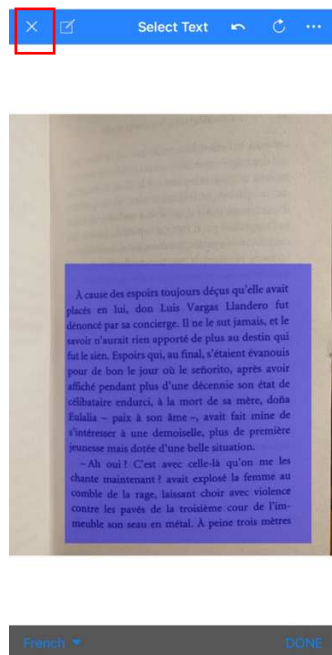 Select Text
À cause des espoirs toujours déçus qu'elle avait
placés en lui, don Luis Vargas Llandero fut
dénoncé par sa concierge. Il ne le sut jamais, et le
savoir n'aurait rien apporté de plus au destin qui
fut le sien. Espoirs qui, au final, s'étaient évanouis
pour de bon le jour où le señorito, après avoir
affiché pendant plus d'une décennie son état de
célibataire endurci, à la mort de sa mère, doña
Eulalia – paix à son âme –, avait fait mine de
s'intéresser à une demoiselle, plus de première
jeunesse mais dotée d'une belle situation.
– Ah oui ? C'est avec celle-là qu'on me les
chante maintenant ? avait explosé la femme au
comble de la rage, laissant choir avec violence
contre les pavés de la troisième cour de l'im-
meuble son seau en métal. À peine trois mètres
French
DONE